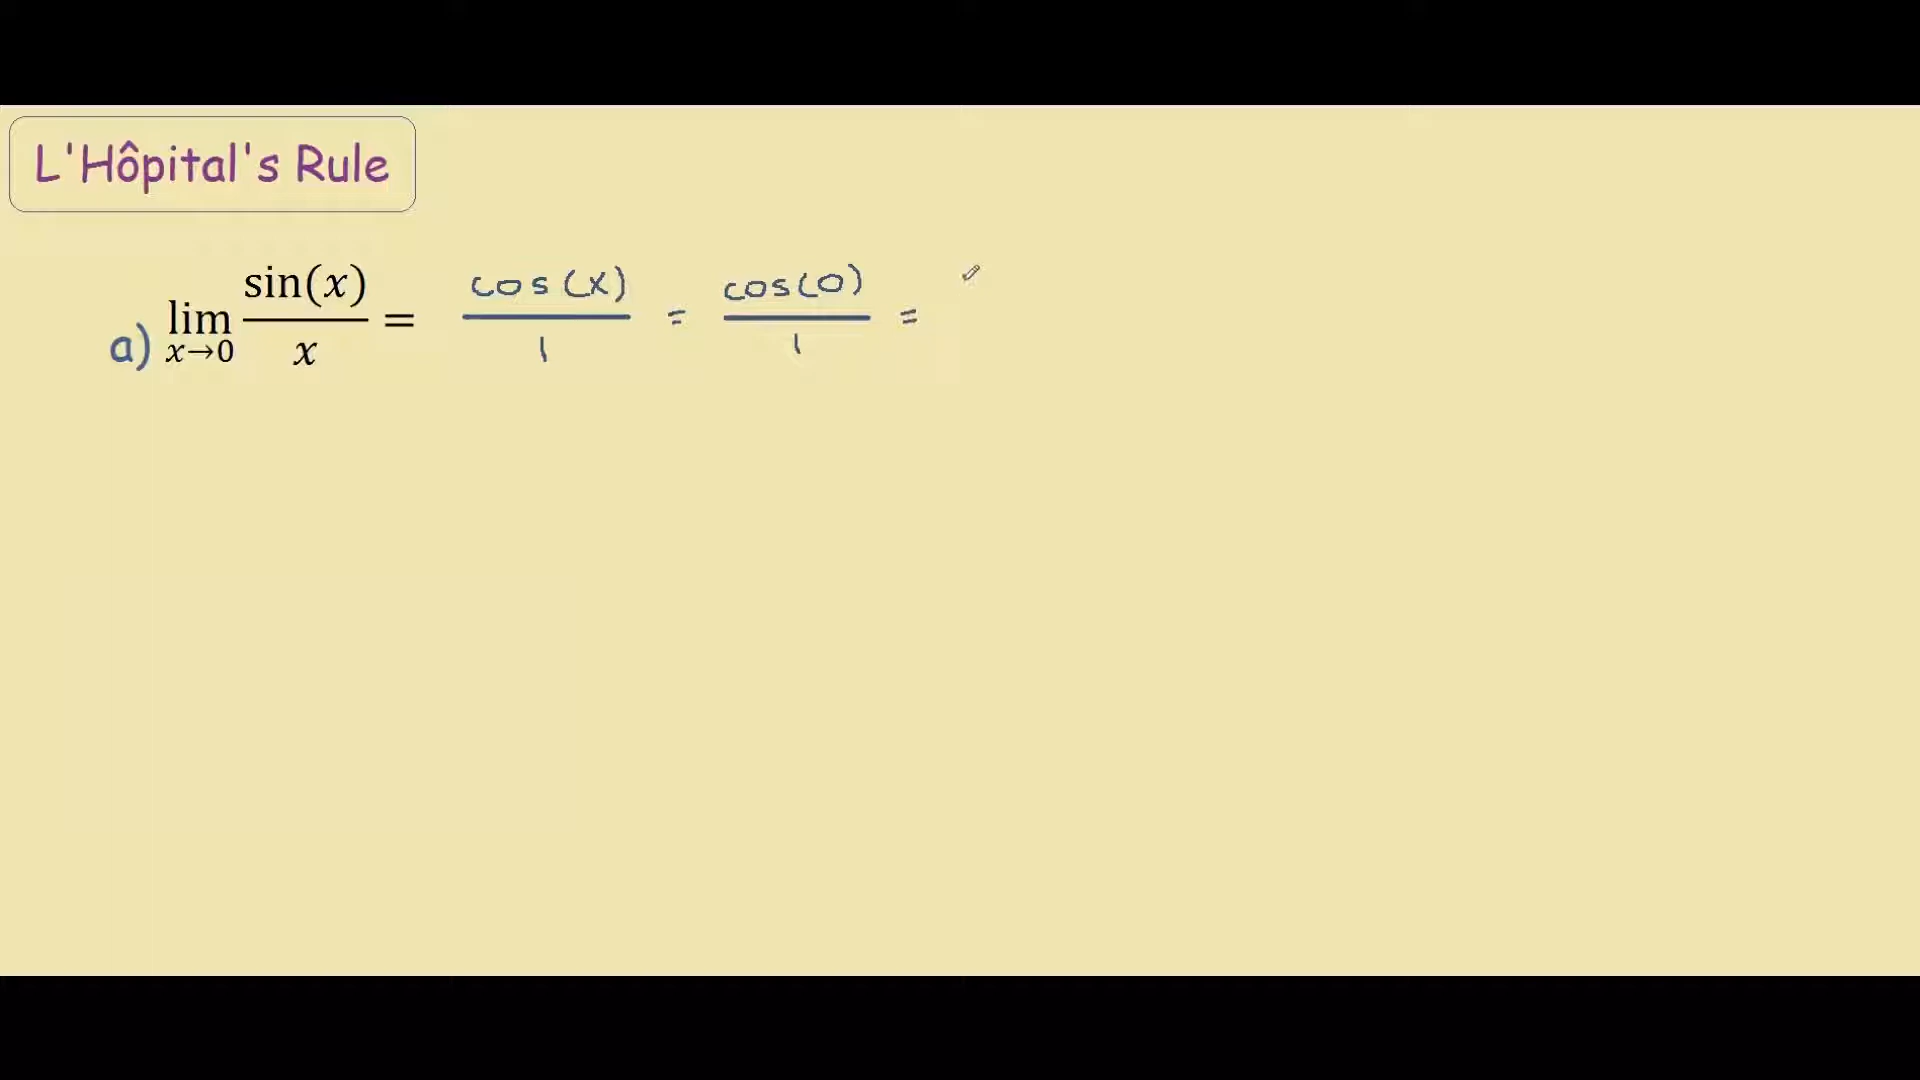 L'Hôpital's Rule
a) lim x→0 sin(x)/x = cos(x)/1 = cos(0)/1 =